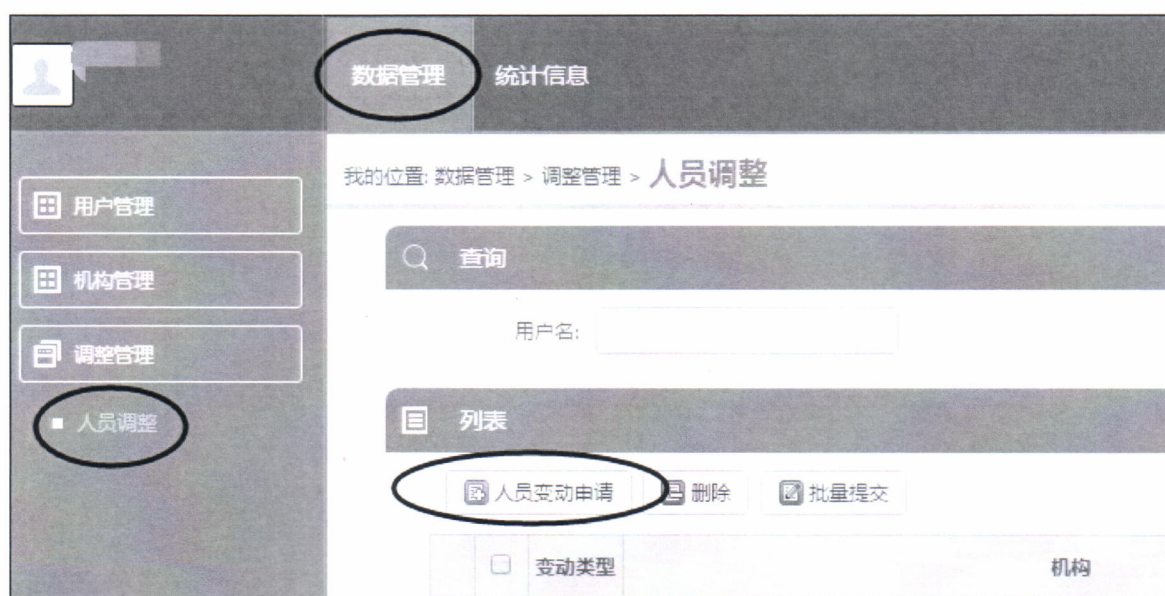 数据管理 统计信息
我的位置: 数据管理 > 调整管理 > 人员调整
用户管理
机构管理
调整管理
人员调整
查询
用户名:
列表
人员变动申请 删除 批量提交
变动类型 机构